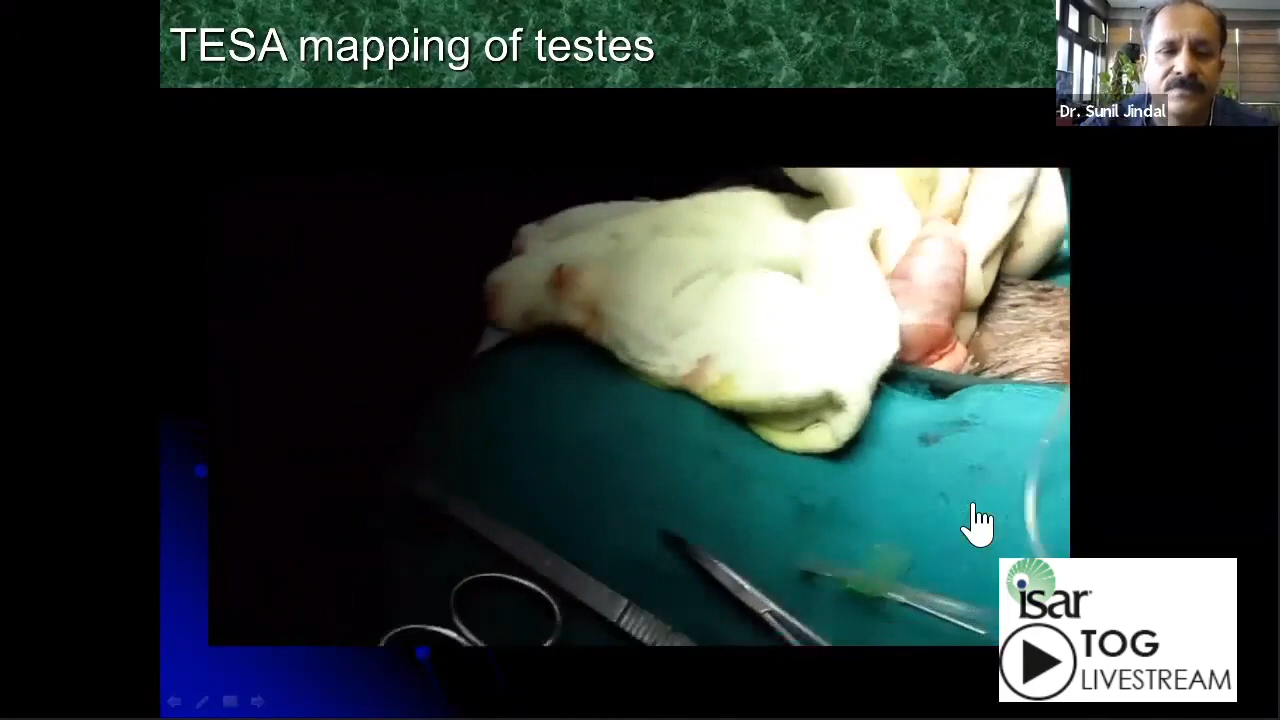 TESA mapping of testes
Dr. Sunil Jindal
isar
TOG
LIVESTREAM